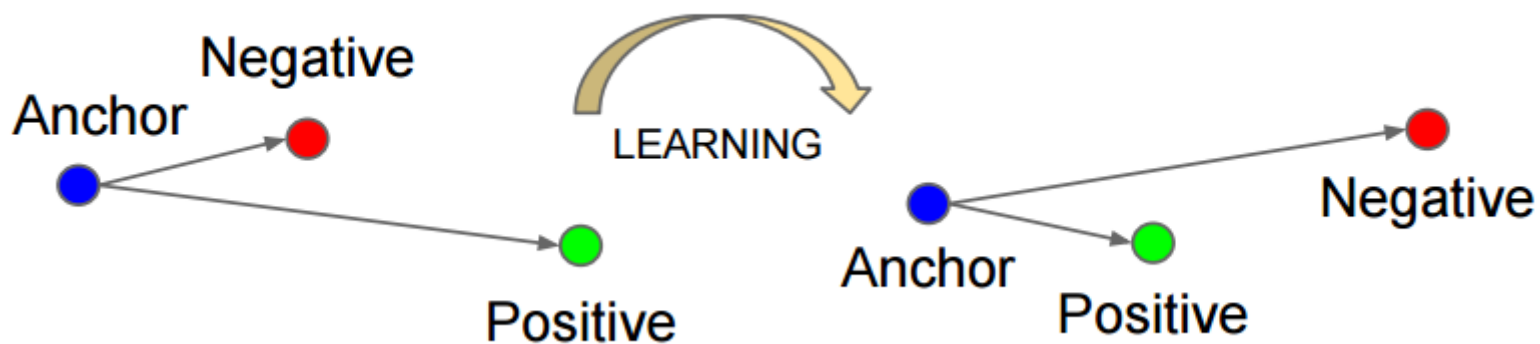 Negative
Anchor
Positive
LEARNING
Negative
Anchor
Positive